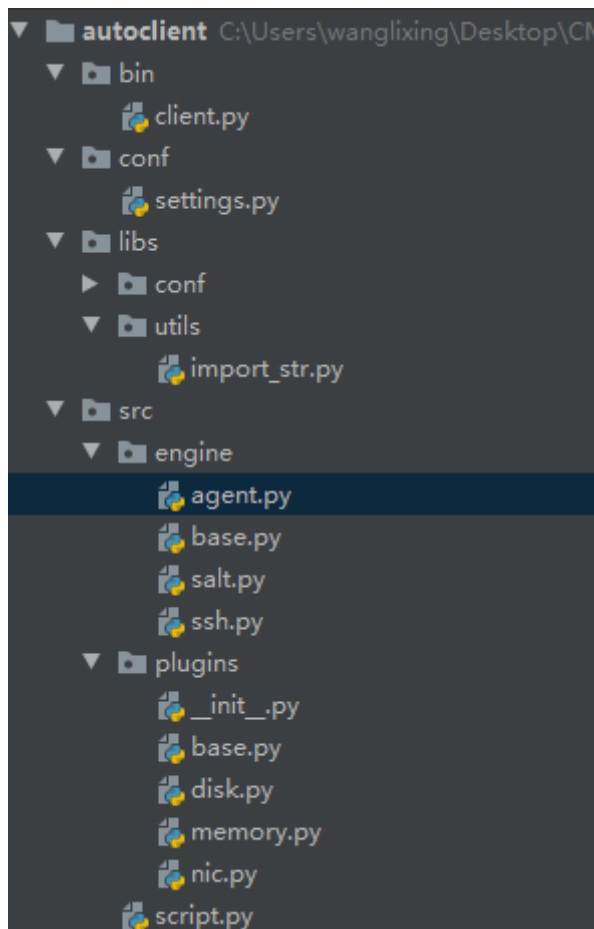 autoclient C:\Users\wanglixing\Desktop\CM
bin
client.py
conf
settings.py
libs
conf
utils
import_str.py
src
engine
agent.py
base.py
salt.py
ssh.py
plugins
__init__.py
base.py
disk.py
memory.py
nic.py
script.py